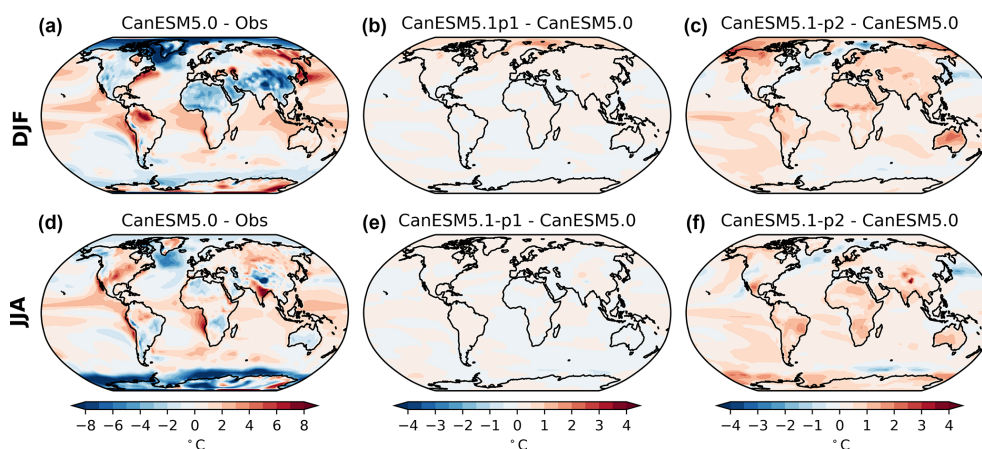 (a) CanESM5.0 - Obs
(b) CanESM5.1p1 - CanESM5.0
(c) CanESM5.1-p2 - CanESM5.0
DJF
(d) CanESM5.0 - Obs
(e) CanESM5.1-p1 - CanESM5.0
(f) CanESM5.1-p2 - CanESM5.0
JJA
−8 −6 −4 −2 0 2 4 6 8
°C
−4 −3 −2 −1 0 1 2 3 4
°C
−4 −3 −2 −1 0 1 2 3 4
°C